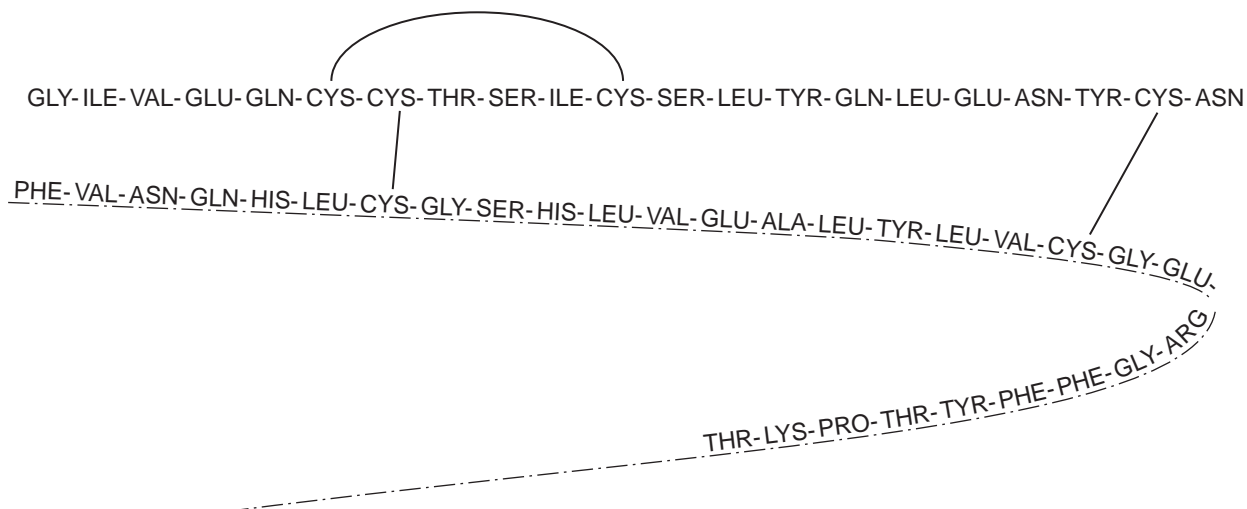 GLY-ILE-VAL-GLU-GLN-CYS-CYS-THR-SER-ILE-CYS-SER-LEU-TYR-GLN-LEU-GLU-ASN-TYR-CYS-ASN
PHE-VAL-ASN-GLN-HIS-LEU-CYS-GLY-SER-HIS-LEU-VAL-GLU-ALA-LEU-TYR-LEU-VAL-CYS-GLY-GLU-
THR-LYS-PRO-THR-TYR-PHE-PHE-GLY-ARG